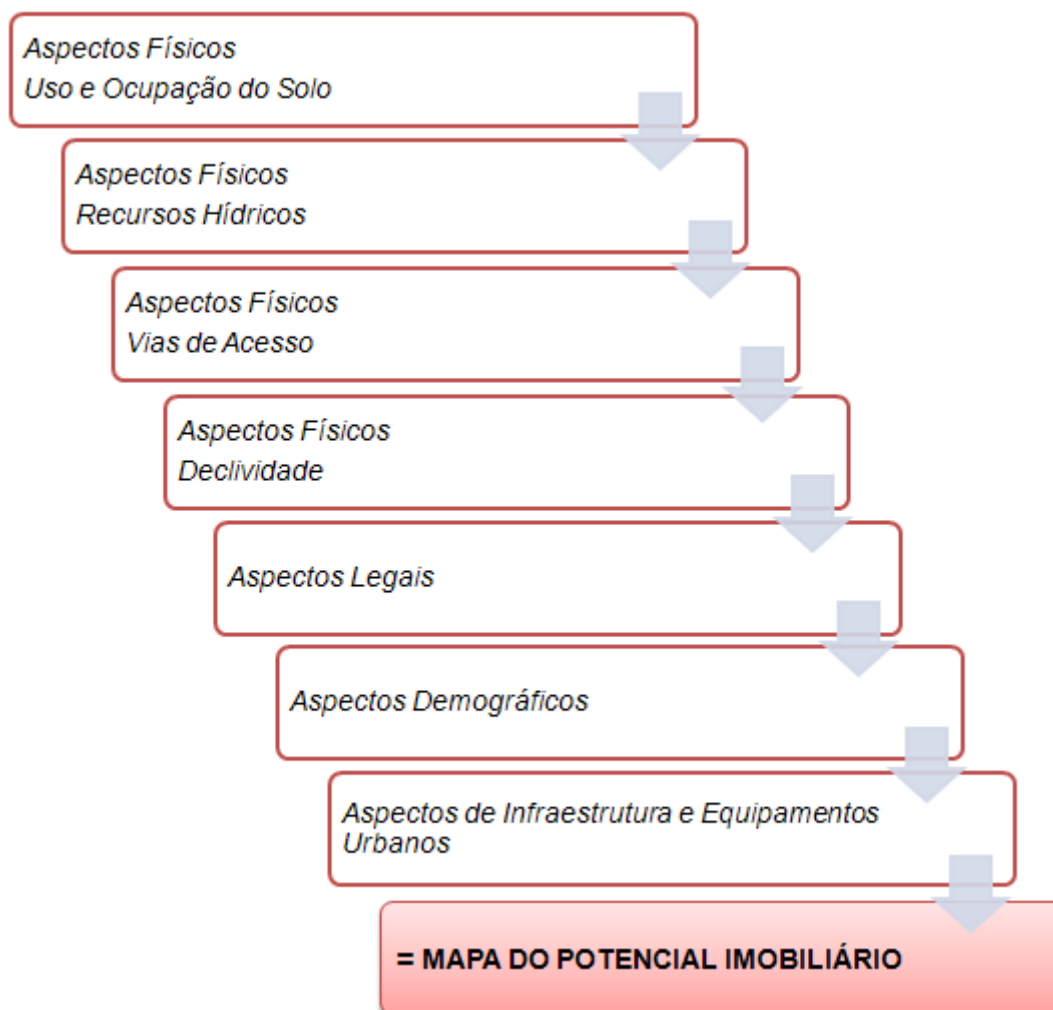 Aspectos Físicos
Uso e Ocupação do Solo
Aspectos Físicos
Recursos Hídricos
Aspectos Físicos
Vias de Acesso
Aspectos Físicos
Declividade
Aspectos Legais
Aspectos Demográficos
Aspectos de Infraestrutura e Equipamentos
Urbanos
= MAPA DO POTENCIAL IMOBILIÁRIO